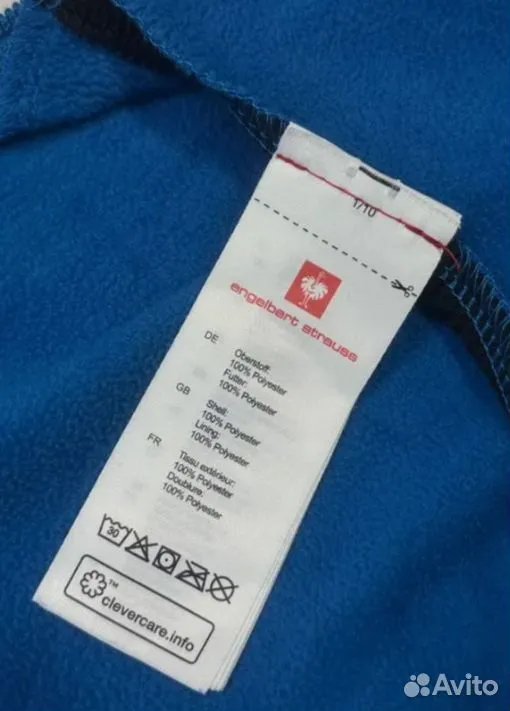 1/10
engelbert strauss
DE
Oberstoff:
100% Polyester
Futter:
100% Polyester
GB
Shell:
100% Polyester
Lining:
100% Polyester
FR
Tissu extérieur:
100% Polyester
Doublure:
100% Polyester
30
™
clevercare.info
Avito